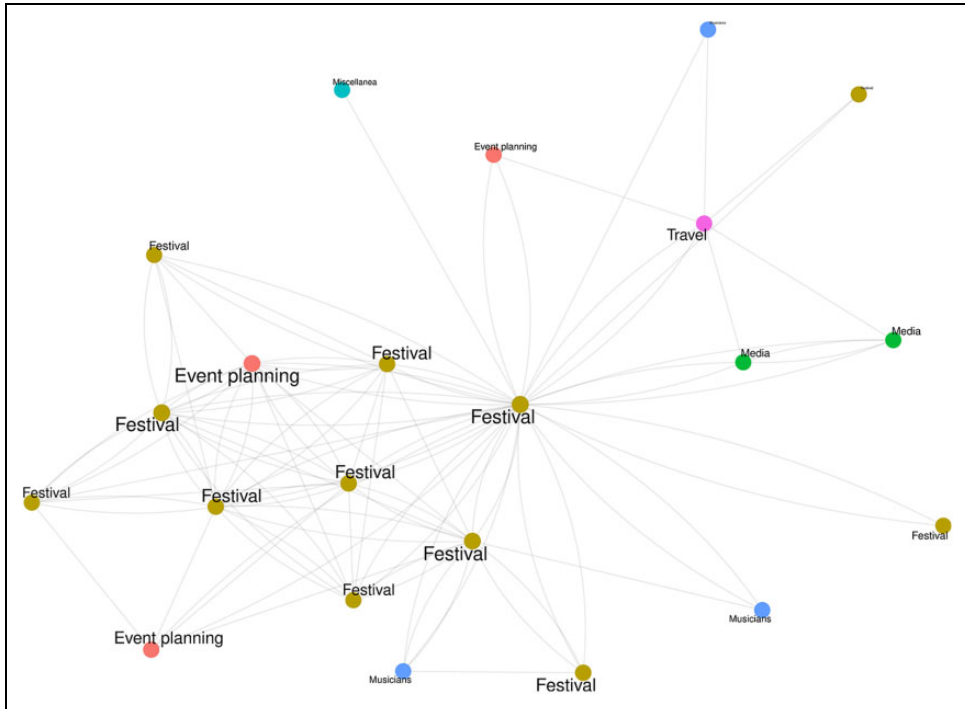 Miscellanea
Event planning
Travel
Festival
Media
Media
Festival
Event planning
Festival
Festival
Festival
Festival
Festival
Festival
Festival
Festival
Musicians
Event planning
Musicians
Festival